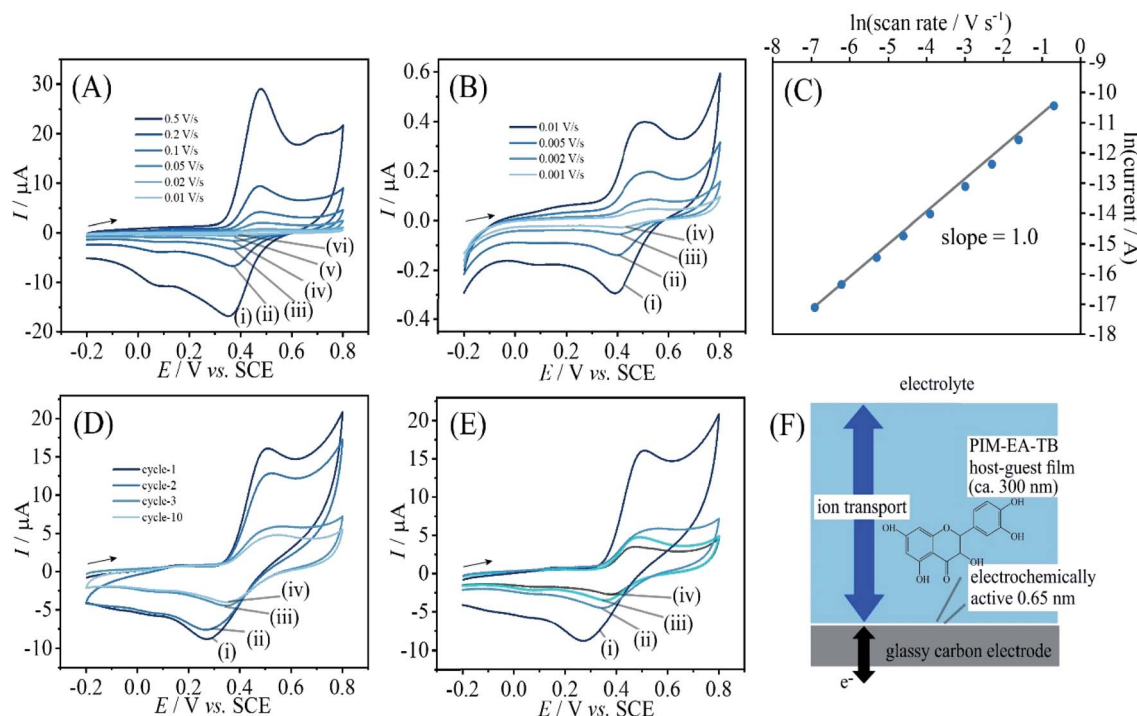 (A)
0.5 V/s
0.2 V/s
0.1 V/s
0.05 V/s
0.02 V/s
0.01 V/s
30
20
10
0
-10
-20
I / µA
(vi)
(v)
(iv)
(iii)
(ii)
(i)
-0.2 0.0 0.2 0.4 0.6 0.8
E / V vs. SCE
(B)
0.01 V/s
0.005 V/s
0.002 V/s
0.001 V/s
0.6
0.4
0.2
0.0
-0.2
-0.4
I / µA
(iv)
(iii)
(ii)
(i)
-0.2 0.0 0.2 0.4 0.6 0.8
E / V vs. SCE
ln(scan rate / V s⁻¹)
-8 -7 -6 -5 -4 -3 -2 -1 0
(C)
-9
-10
-11
-12
-13
-14
-15
-16
-17
-18
ln(current / A)
slope = 1.0
(D)
cycle-1
cycle-2
cycle-3
cycle-10
20
15
10
5
0
-5
-10
I / µA
(iv)
(iii)
(ii)
(i)
-0.2 0.0 0.2 0.4 0.6 0.8
E / V vs. SCE
(E)
20
15
10
5
0
-5
-10
I / µA
(iv)
(iii)
(ii)
(i)
-0.2 0.0 0.2 0.4 0.6 0.8
E / V vs. SCE
electrolyte
(F)
PIM-EA-TB
host-guest film
(ca. 300 nm)
ion transport
OH
OH
HO
O
OH
OH
O
electrochemically
active 0.65 nm
glassy carbon electrode
e⁻